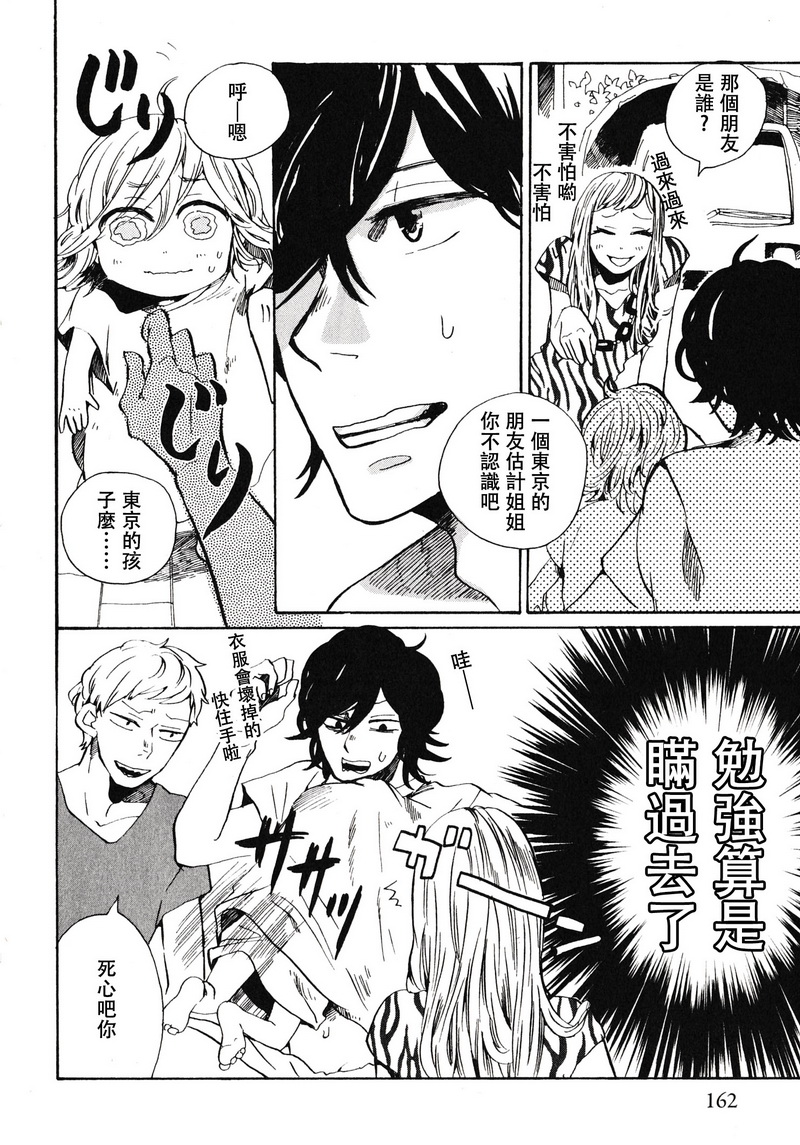 那個朋友
是誰？
過來過來
不害怕喲
不害怕
一個東京的
朋友估計姐姐
你不認識吧
呼—嗯
じり
じり
東京的孩
子麼……
勉強算是
瞞過去了
哇——
衣服會壞掉的
快住手啦
ガーン
死心吧你
162